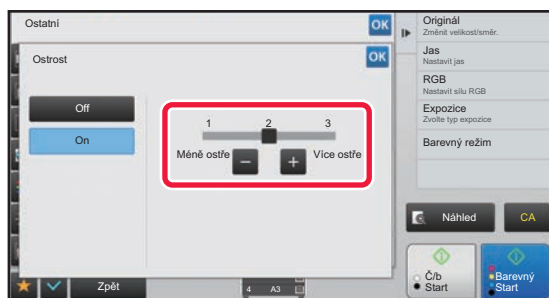 Ostatní
OK
Ostrost
OK
Off
On
1 2 3
Méně ostře
−
+
Více ostře
Zpět
4 A3
Originál
Změnit velikost/směr.
Jas
Nastavit jas
RGB
Nastavit sílu RGB
Expozice
Zvolte typ expozice
Barevný režim
Náhled
CA
Č/b
Start
Barevný
Start